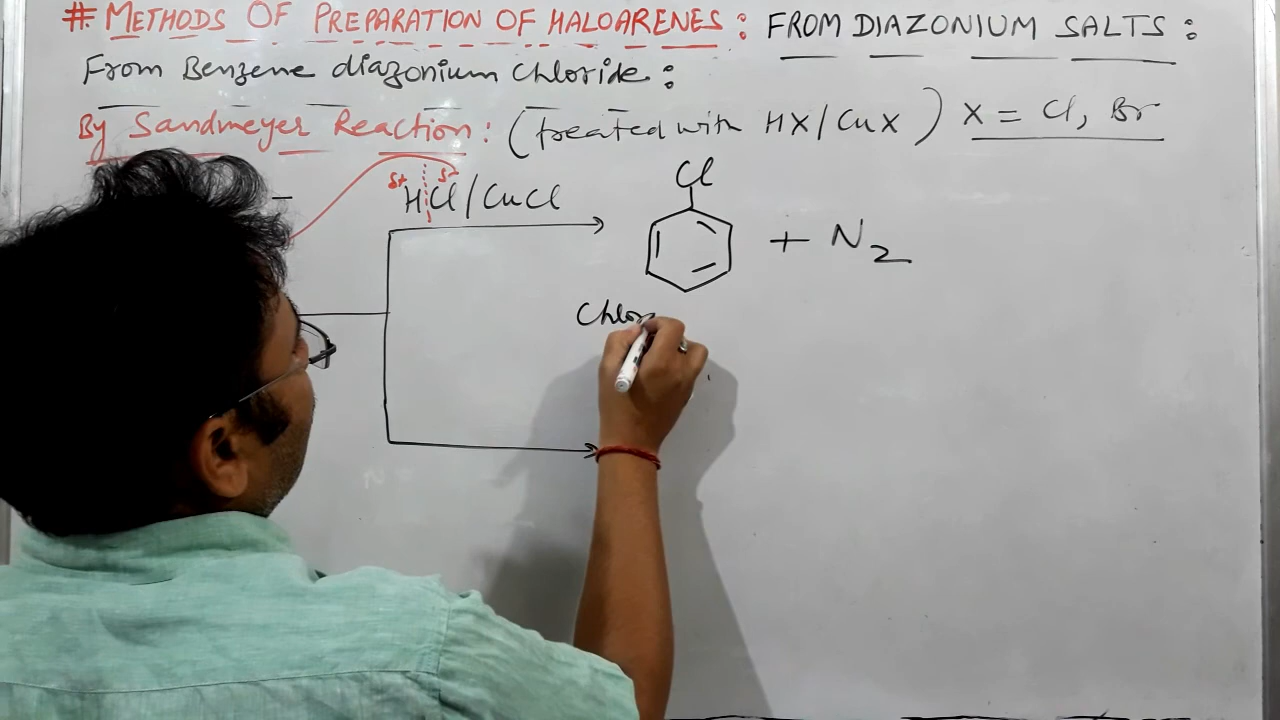 # METHODS OF PREPARATION OF HALOARENES : FROM DIAZONIUM SALTS :
From Benzene diazonium chloride :
By Sandmeyer Reaction : (treated with HX/CuX) X = Cl, Br
δ+ δ-
HCl/CuCl
Cl
+ N2
Chlor